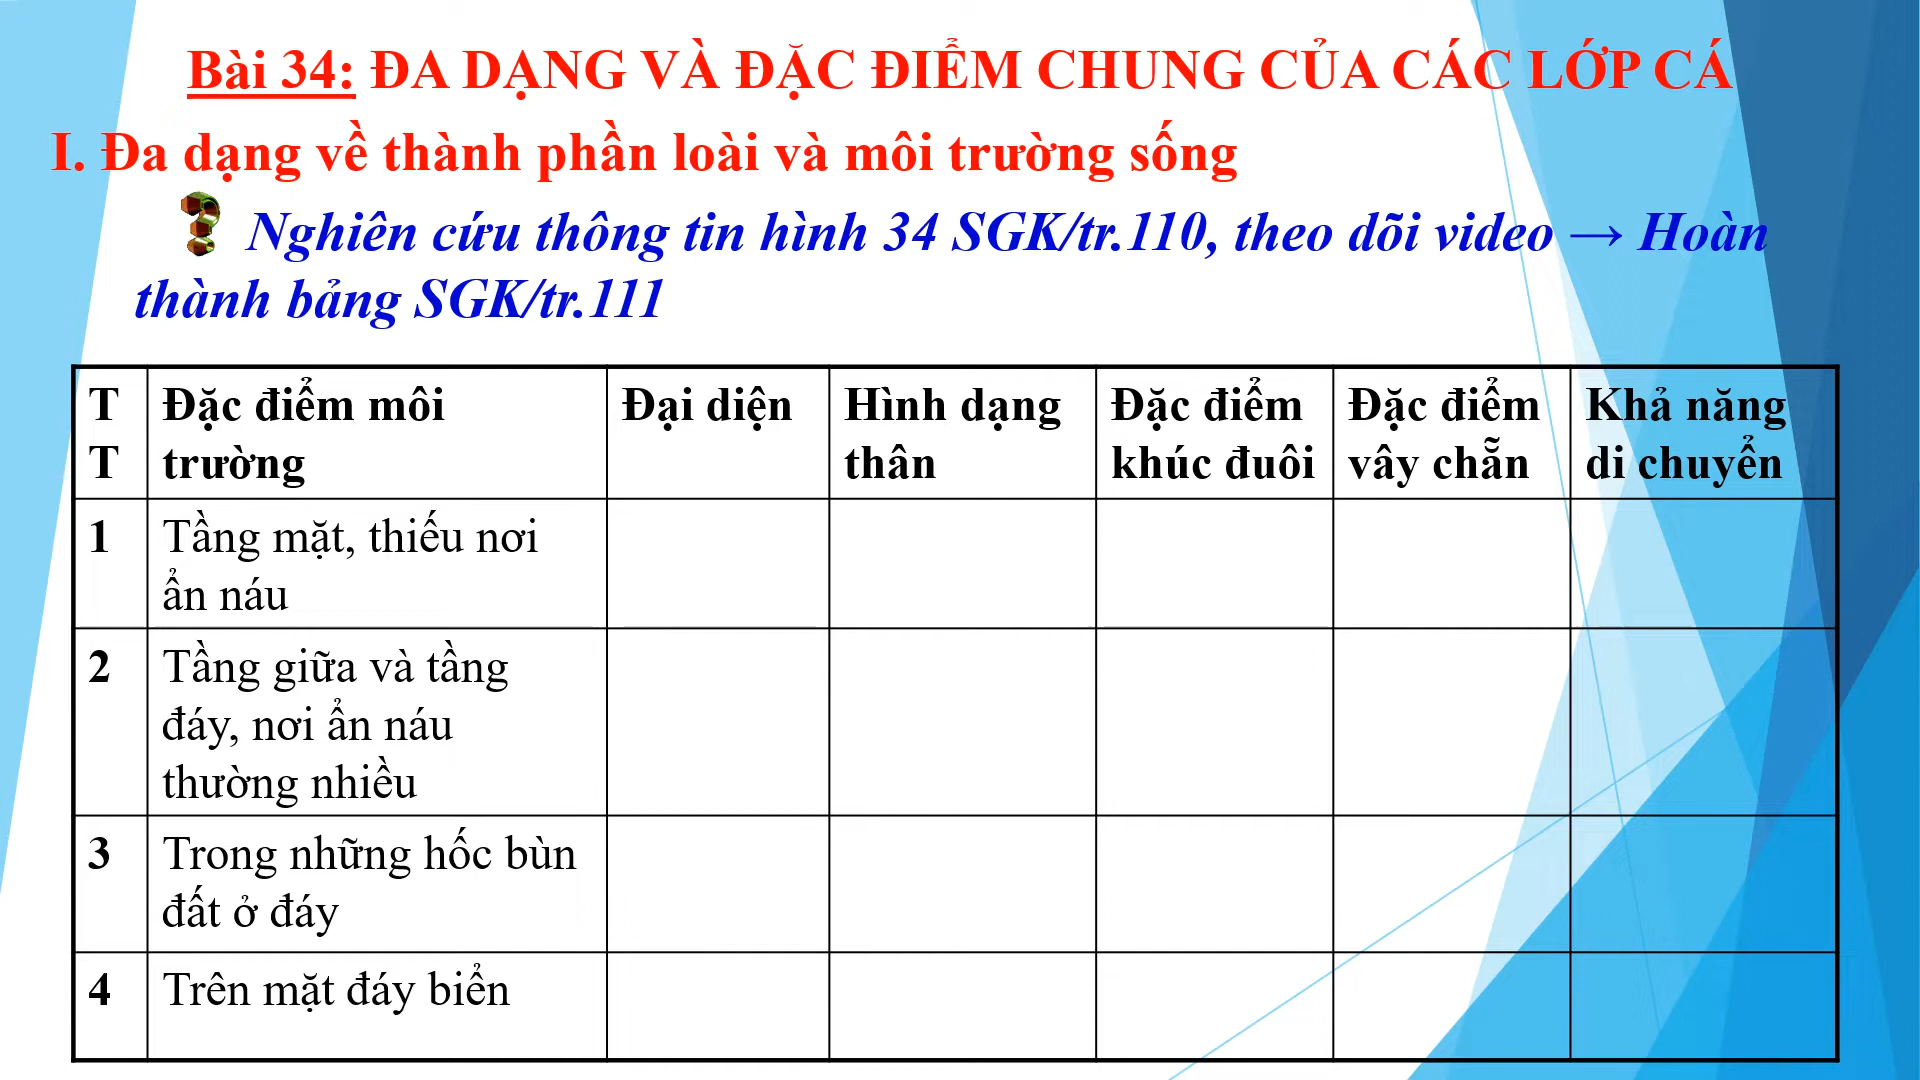 Bài 34: ĐA DẠNG VÀ ĐẶC ĐIỂM CHUNG CỦA CÁC LỚP CÁ
I. Đa dạng về thành phần loài và môi trường sống
Nghiên cứu thông tin hình 34 SGK/tr.110, theo dõi video → Hoàn
thành bảng SGK/tr.111
T
T
Đặc điểm môi
trường
Đại diện
Hình dạng
thân
Đặc điểm
khúc đuôi
Đặc điểm
vây chẵn
Khả năng
di chuyển
1
Tầng mặt, thiếu nơi
ẩn náu
2
Tầng giữa và tầng
đáy, nơi ẩn náu
thường nhiều
3
Trong những hốc bùn
đất ở đáy
4
Trên mặt đáy biển